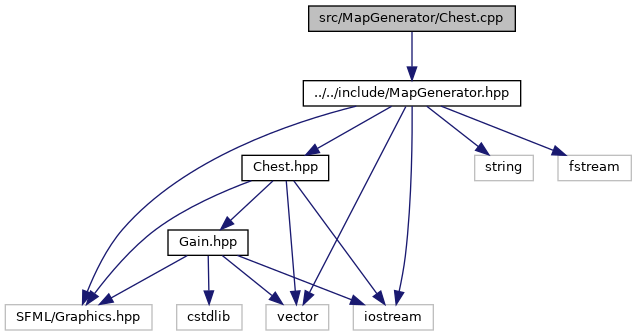 src/MapGenerator/Chest.cpp
../../include/MapGenerator.hpp
Chest.hpp
string
fstream
Gain.hpp
SFML/Graphics.hpp
cstdlib
vector
iostream